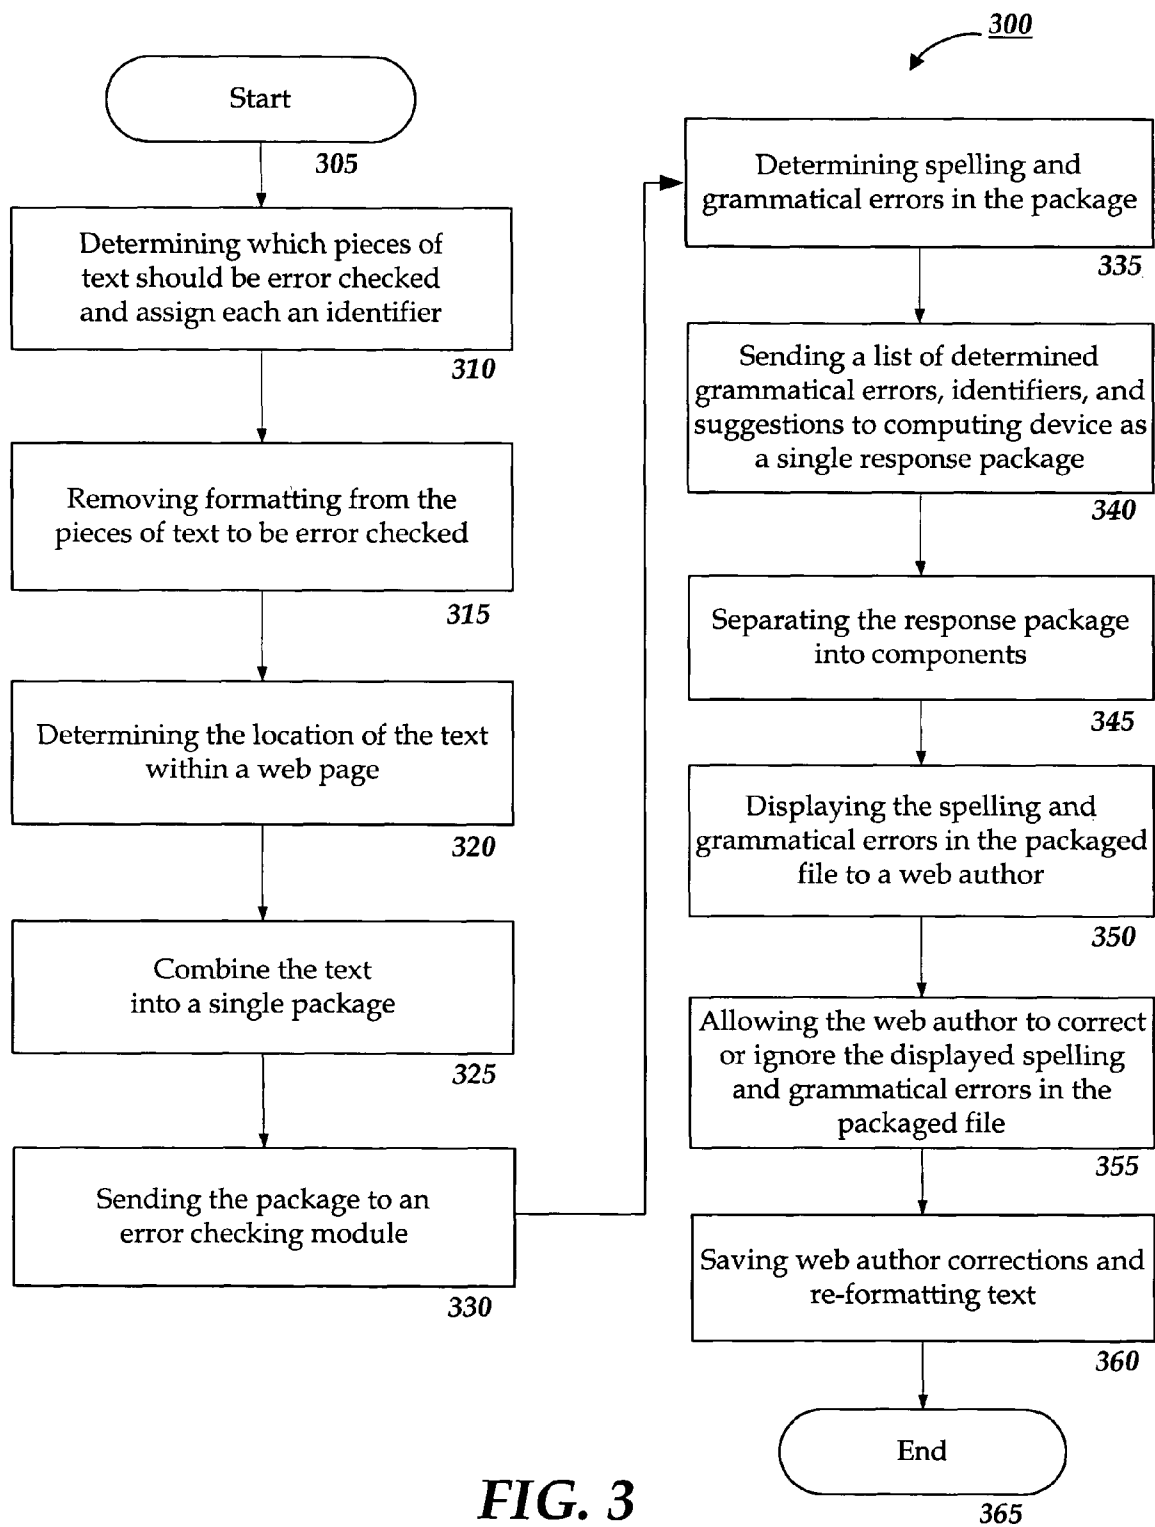 300
Start
305
Determining which pieces of
text should be error checked
and assign each an identifier
310
Removing formatting from the
pieces of text to be error checked
315
Determining the location of the text
within a web page
320
Combine the text
into a single package
325
Sending the package to an
error checking module
330
Determining spelling and
grammatical errors in the package
335
Sending a list of determined
grammatical errors, identifiers, and
suggestions to computing device as
a single response package
340
Separating the response package
into components
345
Displaying the spelling and
grammatical errors in the packaged
file to a web author
350
Allowing the web author to correct
or ignore the displayed spelling
and grammatical errors in the
packaged file
355
Saving web author corrections and
re-formatting text
360
End
365
FIG. 3